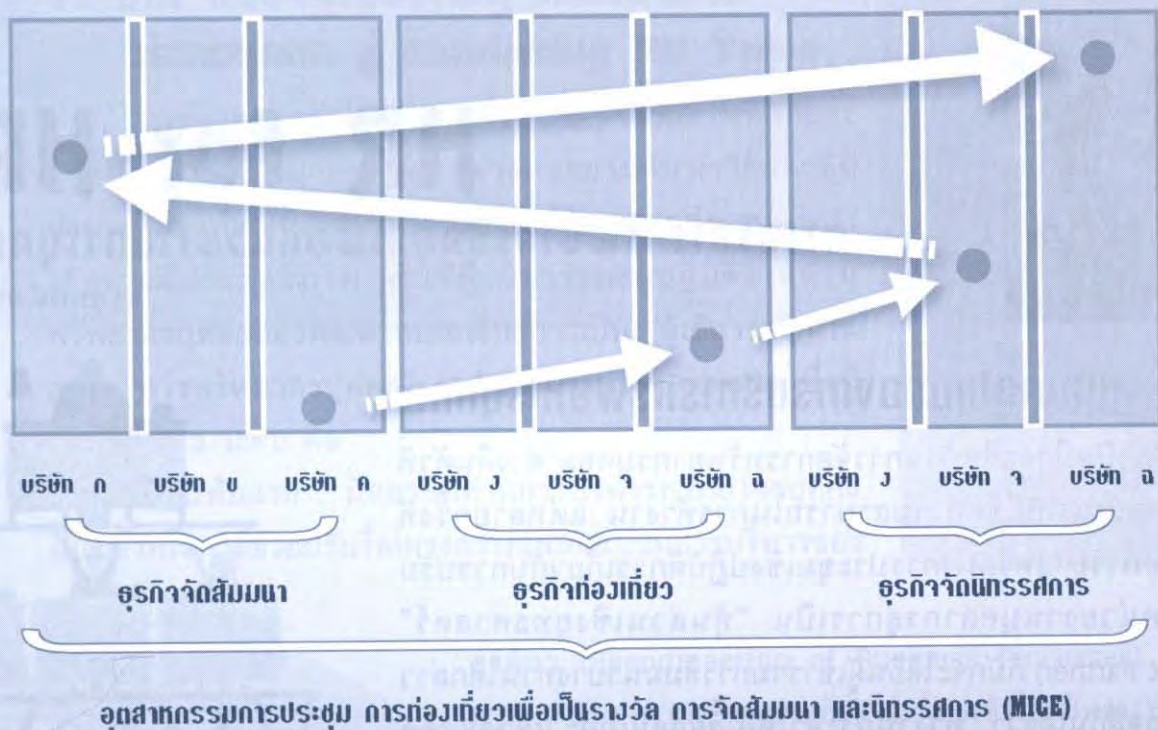 บริษัท ก บริษัท ข บริษัท ค บริษัท ง บริษัท จ บริษัท ฉ บริษัท ง บริษัท จ บริษัท ฉ
ธุรกิจจัดสัมมนา ธุรกิจท่องเที่ยว ธุรกิจจัดนิทรรศการ
อุตสาหกรรมการประชุม การท่องเที่ยวเพื่อเป็นรางวัล การจัดสัมมนา และนิทรรศการ (MICE)